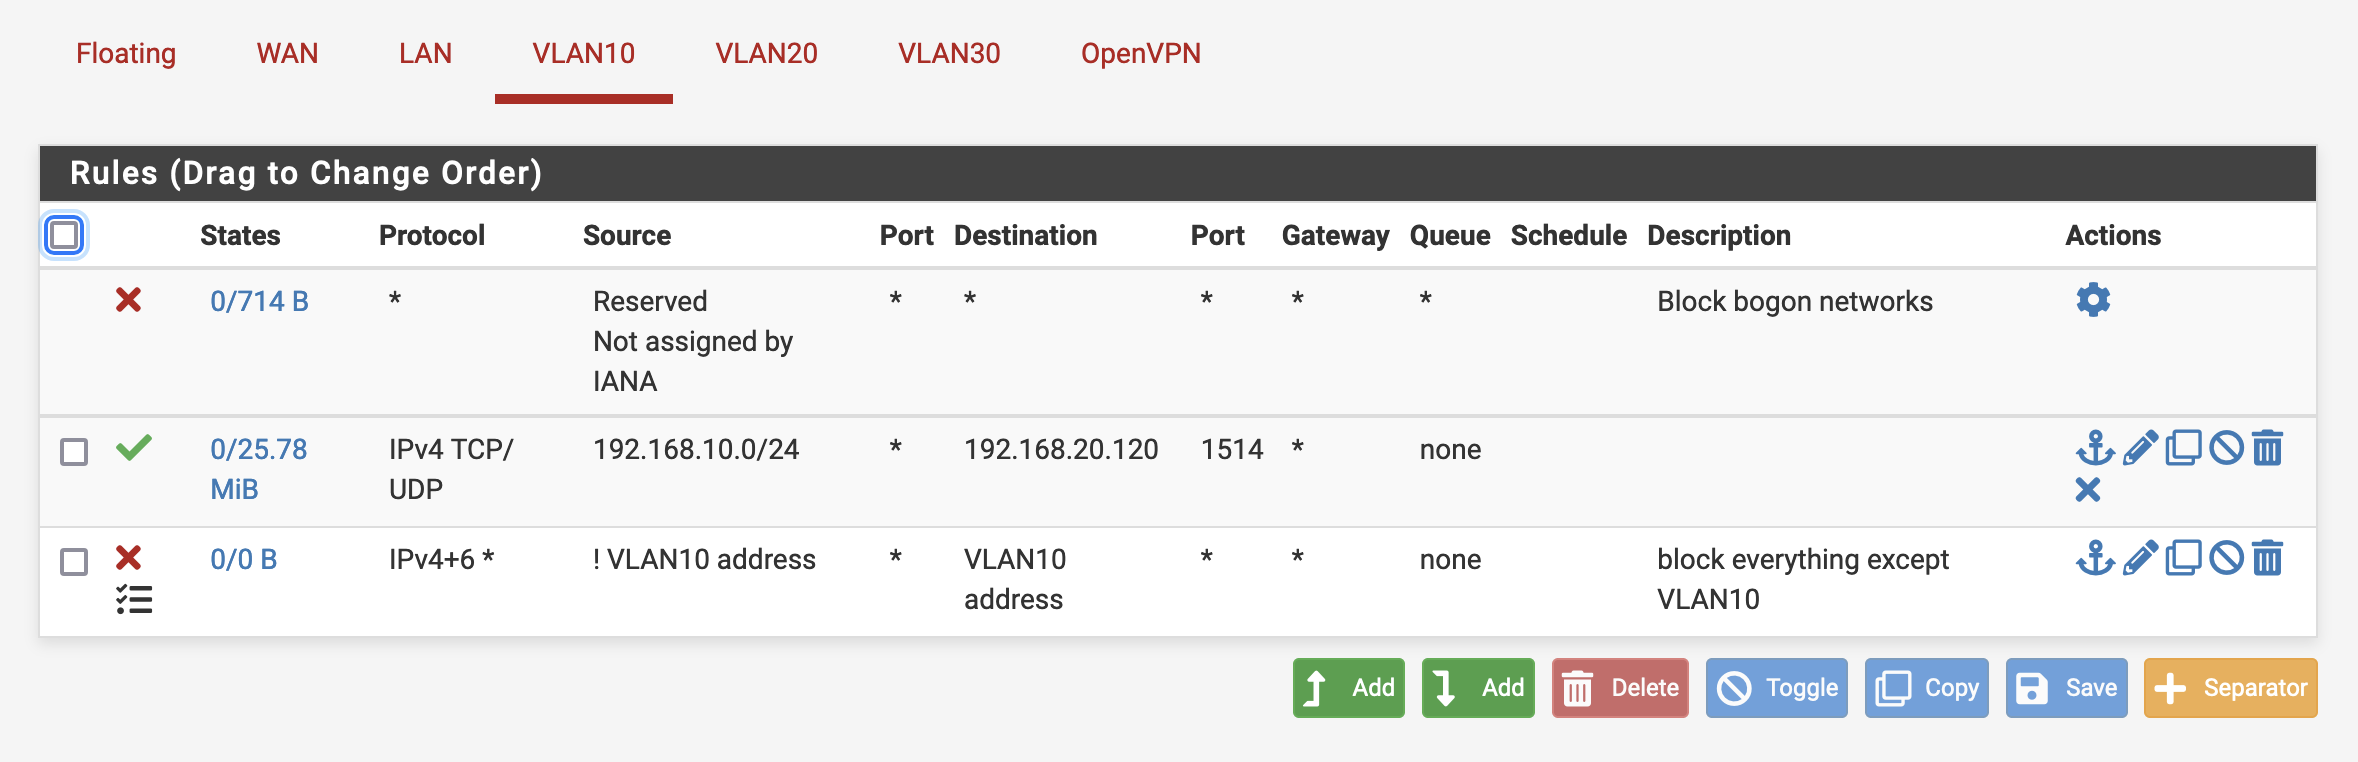 Floating WAN LAN VLAN10 VLAN20 VLAN30 OpenVPN
Rules (Drag to Change Order)
States Protocol Source Port Destination Port Gateway Queue Schedule Description Actions
0/714 B * Reserved * * * * * Block bogon networks
Not assigned by
IANA
0/25.78 IPv4 TCP/ 192.168.10.0/24 * 192.168.20.120 1514 * none
MiB UDP
0/0 B IPv4+6 * ! VLAN10 address * VLAN10 * * none block everything except
address VLAN10
Add Add Delete Toggle Copy Save Separator